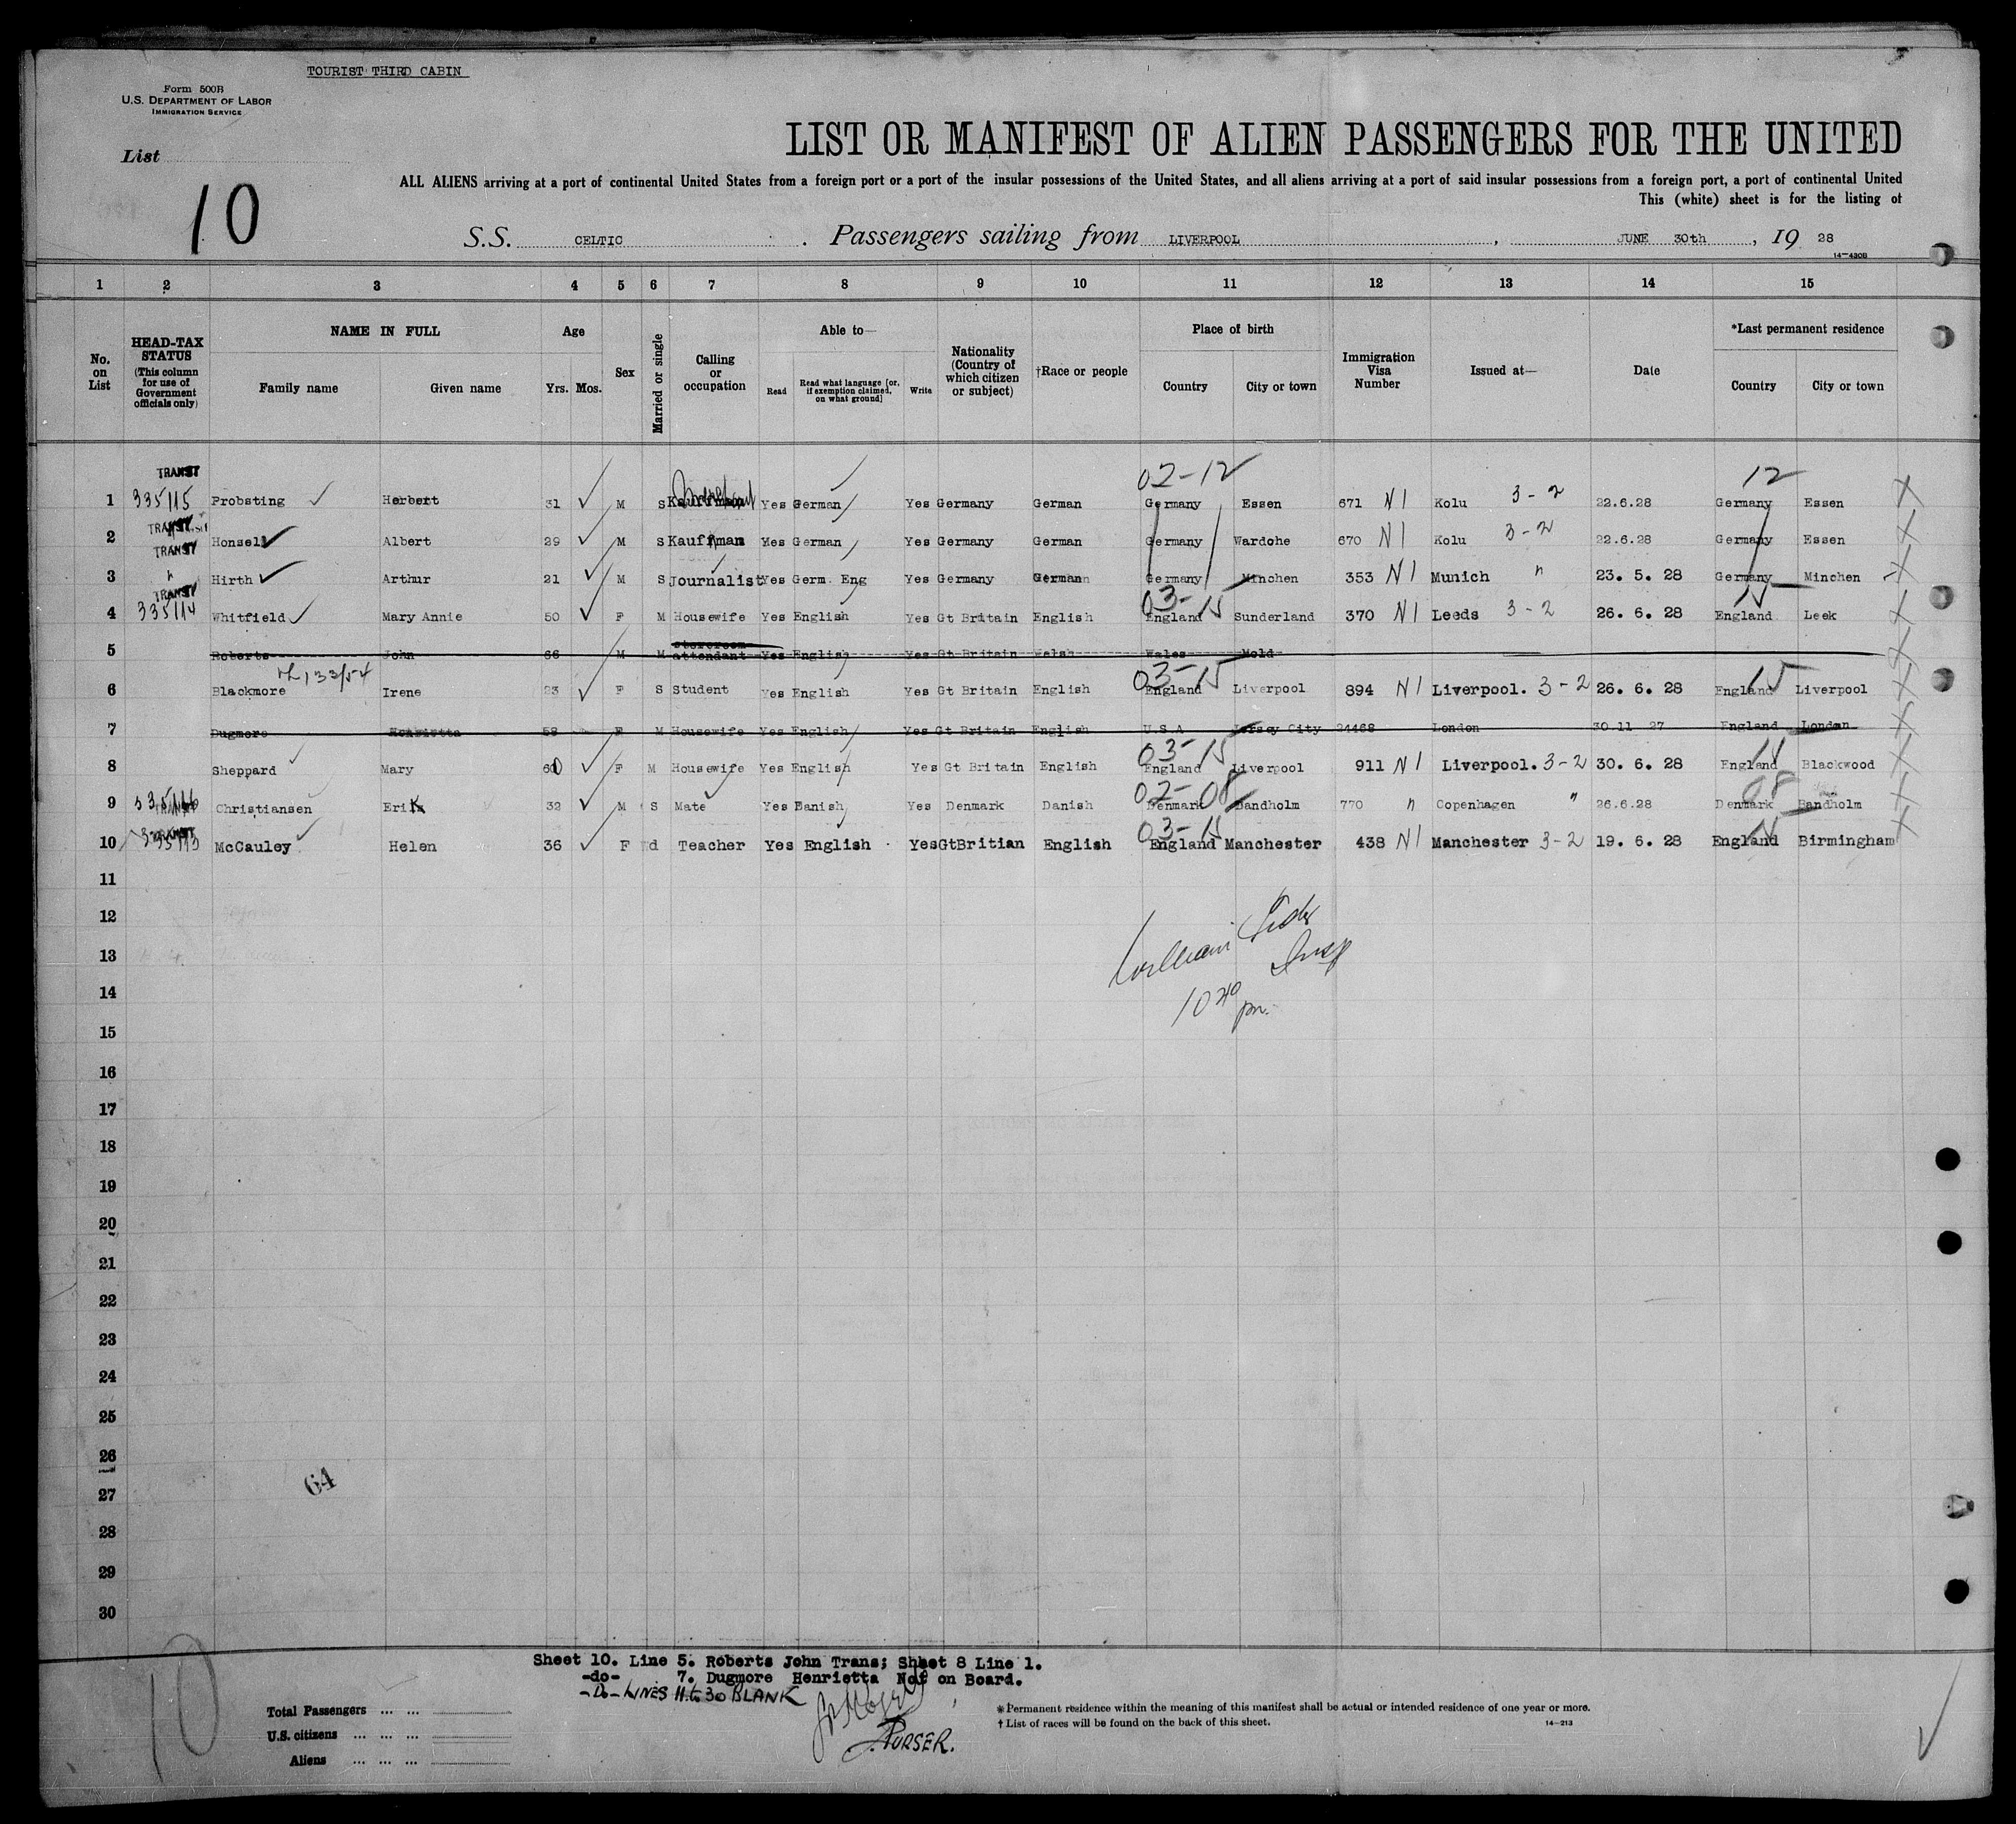 TOURIST THIRD CABIN
Form 500B
U.S. DEPARTMENT OF LABOR
IMMIGRATION SERVICE
LIST OR MANIFEST OF ALIEN PASSENGERS FOR THE UNITED
List
10
ALL ALIENS arriving at a port of continental United States from a foreign port or a port of the insular possessions of the United States, and all aliens arriving at a port of said insular possessions from a foreign port, a port of continental United
This (white) sheet is for the listing of
S.S. CELTIC . Passengers sailing from LIVERPOOL , JUNE 30th , 19 28
14—430B
1 2 3 4 5 6 7 8 9 10 11 12 13 14 15
No. on List
HEAD-TAX STATUS (This column for use of Government officials only)
NAME IN FULL
Family name Given name
Age
Yrs. Mos.
Sex
Married or single
Calling or occupation
Able to—
Read Read what language [or, if exemption claimed, on what ground] Write
Nationality (Country of which citizen or subject)
†Race or people
Place of birth
Country City or town
Immigration Visa Number
Issued at—
Date
*Last permanent residence
Country City or town
TRANSIT 02-12 12
1 335115 Probsting Herbert 31 M S Yes German Yes Germany German Germany Essen 671 N1 Kolu 3-2 22.6.28 Germany Essen
TRANSIT
2 Honsell Albert 29 M S Kauffman Yes German Yes Germany German Germany Wardohe 670 N1 Kolu 3-2 22.6.28 Germany Essen
TRANSIT
3 " Hirth Arthur 21 M S Journalist Yes Germ. Eng Yes Germany German Germany Minchen 353 N1 Munich " 23. 5. 28 Germany Minchen
TRANSIT 03-15 15
4 335114 Whitfield Mary Annie 50 F M Housewife Yes English Yes Gt Britain English England Sunderland 370 N1 Leeds 3-2 26. 6. 28 England Leek
5 Roberts John 66 M M storeroom attendant Yes English Yes Gt Britain Welsh Wales Mold
133154 03-15 15
6 Blackmore Irene 23 F S Student Yes English Yes Gt Britain English England Liverpool 894 N1 Liverpool. 3-2 26. 6. 28 England Liverpool
7 Dugmore Henrietta 58 F M Housewife Yes English Yes Gt Britain English U.S.A Jersey City 24468 London 30 11 27 England London
03-15
8 Sheppard Mary 60 F M Housewife Yes English Yes Gt Britain English England Liverpool 911 N1 Liverpool. 3-2 30. 6. 28 England Blackwood
02-08 08
9 Christiansen Erik 32 M S Mate Yes Danish Yes Denmark Danish Denmark Bandholm 770 " Copenhagen " 26.6.28 Denmark Bandholm
TRANSIT 03-15 15
10 McCauley Helen 36 F Wd Teacher Yes English Yes GtBritian English England Manchester 438 N1 Manchester 3-2 19. 6. 28 England Birmingham
11
12
13
14
William
Insp
10 40 pm.
15
16
17
18
19
20
21
22
23
24
25
26
27
28
29
30
64
10
Sheet 10. Line 5. Roberts John Trans; Sheet 8 Line 1.
-do- 7. Dugmore Henrietta Not on Board.
-Do- LINES 11 to 30 BLANK
PURSER.
Total Passengers ... ...
U.S. citizens ... ... ...
Aliens ... ... ...
*Permanent residence within the meaning of this manifest shall be actual or intended residence of one year or more.
†List of races will be found on the back of this sheet.
14—213